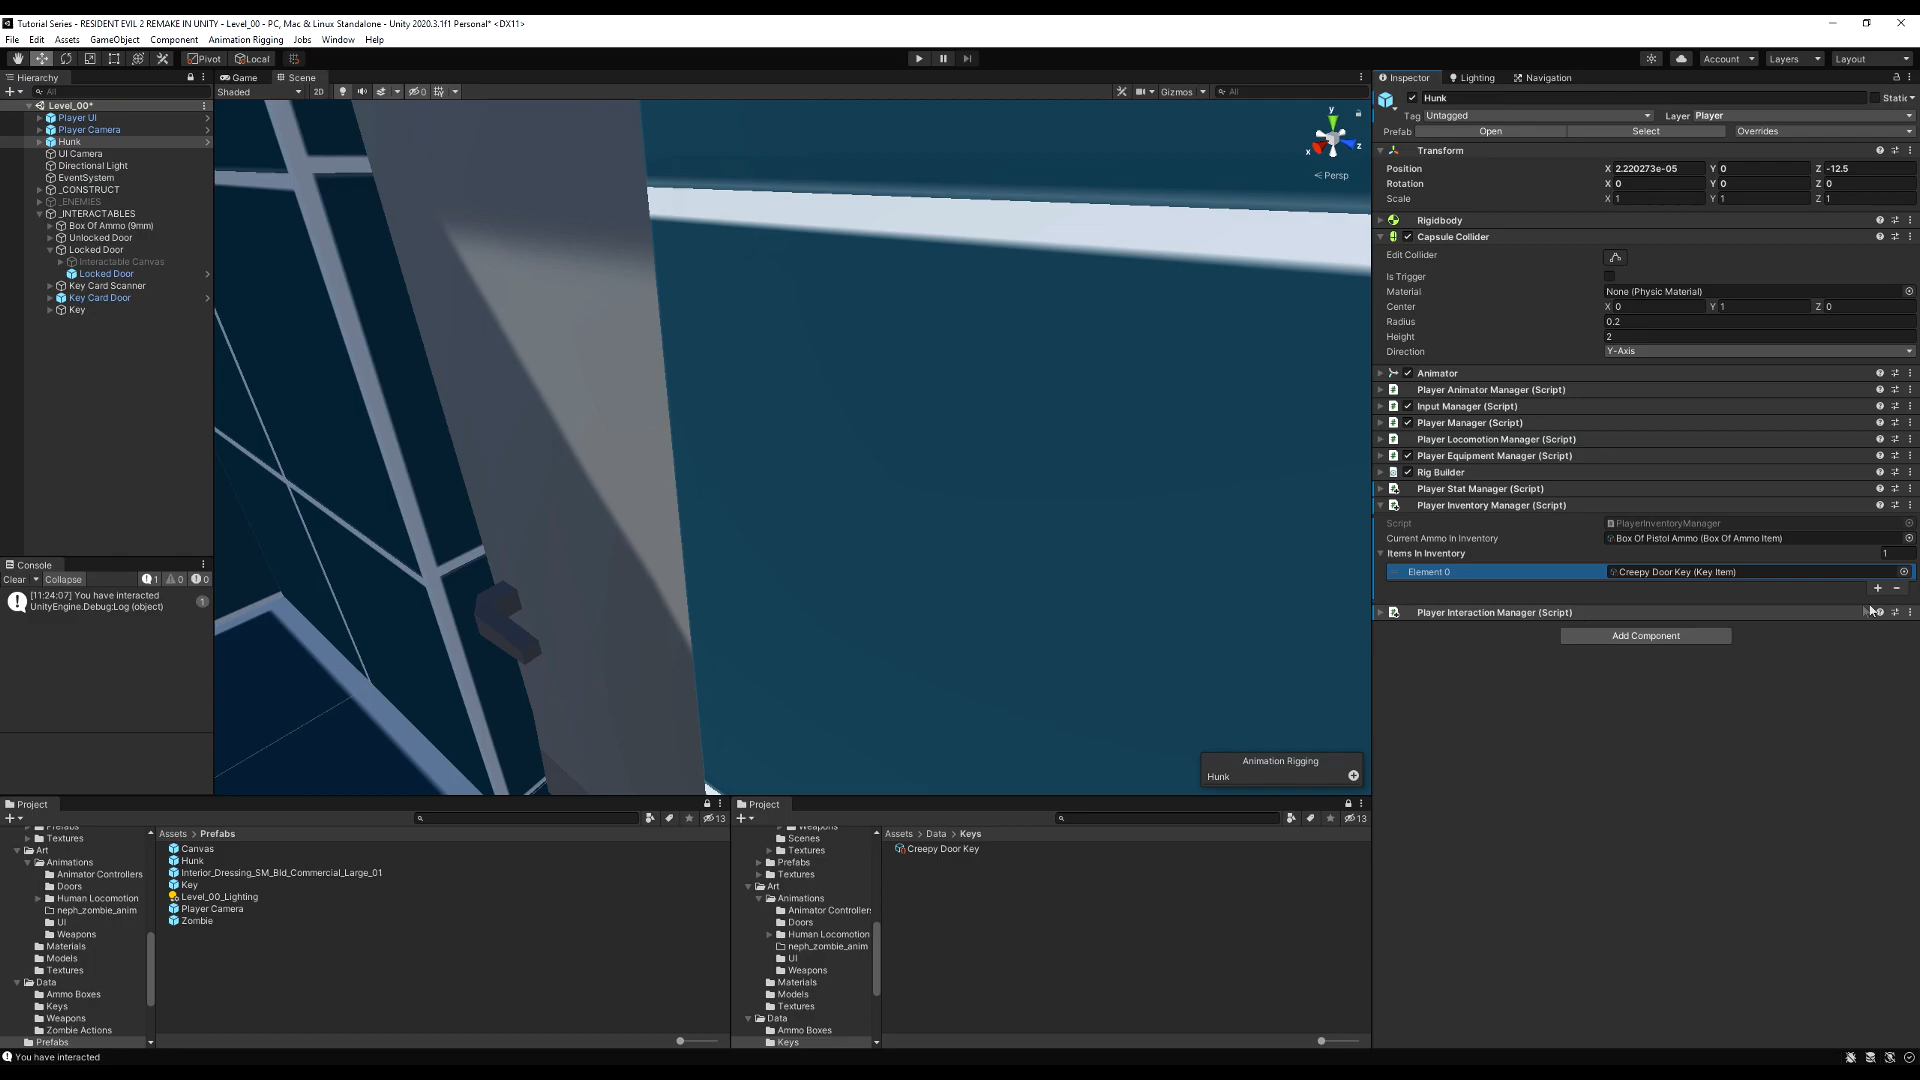 Tutorial Series - RESIDENT EVIL 2 REMAKE IN UNITY - Level_00 - PC, Mac & Linux Standalone - Unity 2020.3.1f1 Personal* <DX11>
File Edit Assets GameObject Component Animation Rigging Jobs Window Help
Pivot Local Account Layers Layout
Hierarchy
All
Level_00*
Player UI
Player Camera
Hunk
UI Camera
Directional Light
EventSystem
_CONSTRUCT
_ENEMIES
_INTERACTABLES
Box Of Ammo (9mm)
Unlocked Door
Locked Door
Interactable Canvas
Locked Door
Key Card Scanner
Key Card Door
Key
Console
Clear Collapse 1 0 0
[11:24:07] You have interacted
UnityEngine.Debug:Log (object)
1
Game Scene
Shaded 2D 0 Gizmos All
y
x
z
Persp
Animation Rigging
Hunk
Project
Prefabs
Textures
Art
Animations
Animator Controllers
Doors
Human Locomotion
neph_zombie_anim
UI
Weapons
Materials
Models
Textures
Data
Ammo Boxes
Keys
Weapons
Zombie Actions
Prefabs
13
Assets > Prefabs
Canvas
Hunk
Interior_Dressing_SM_Bld_Commercial_Large_01
Key
Level_00_Lighting
Player Camera
Zombie
Project
Weapons
Scenes
Textures
Prefabs
Textures
Art
Animations
Animator Controllers
Doors
Human Locomotion
neph_zombie_anim
UI
Weapons
Materials
Models
Textures
Data
Ammo Boxes
Keys
13
Assets > Data > Keys
Creepy Door Key
Inspector Lighting Navigation
Hunk Static
Tag Untagged Layer Player
Prefab Open Select Overrides
Transform
Position X 2.220273e-05 Y 0 Z -12.5
Rotation X 0 Y 0 Z 0
Scale X 1 Y 1 Z 1
Rigidbody
Capsule Collider
Edit Collider
Is Trigger
Material None (Physic Material)
Center X 0 Y 1 Z 0
Radius 0.2
Height 2
Direction Y-Axis
Animator
Player Animator Manager (Script)
Input Manager (Script)
Player Manager (Script)
Player Locomotion Manager (Script)
Player Equipment Manager (Script)
Rig Builder
Player Stat Manager (Script)
Player Inventory Manager (Script)
Script PlayerInventoryManager
Current Ammo In Inventory Box Of Pistol Ammo (Box Of Ammo Item)
Items In Inventory 1
Element 0 Creepy Door Key (Key Item)
Player Interaction Manager (Script)
Add Component
You have interacted